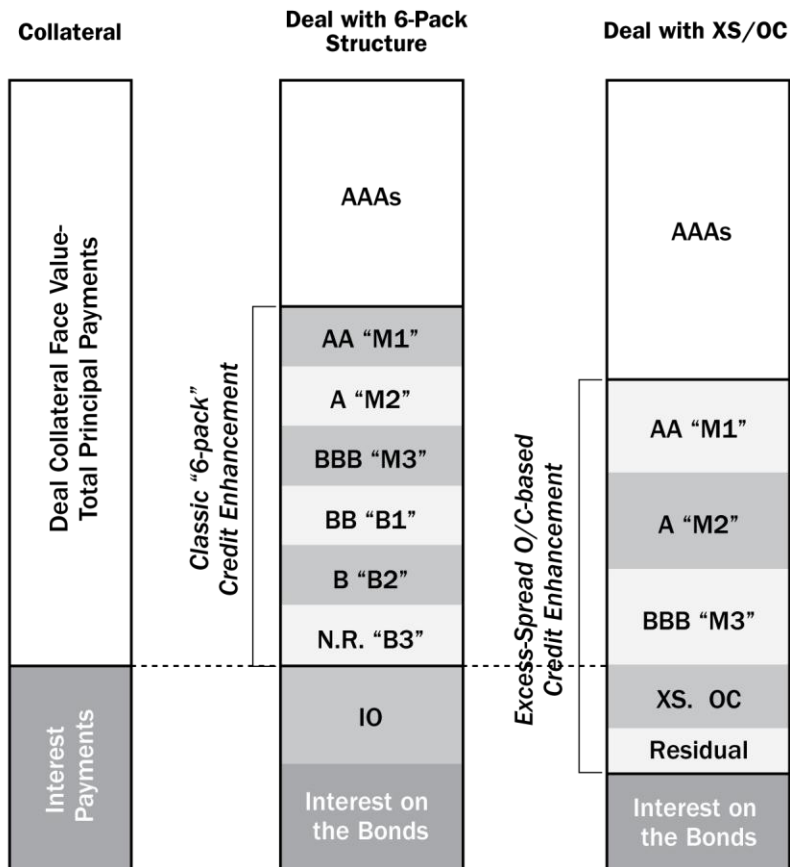 Collateral
Deal with 6-Pack
Structure
Deal with XS/OC
Deal Collateral Face Value-
Total Principal Payments
Interest
Payments
Classic “6-pack”
Credit Enhancement
AAAs
AA “M1”
A “M2”
BBB “M3”
BB “B1”
B “B2”
N.R. “B3”
IO
Interest on
the Bonds
Excess-Spread O/C-based
Credit Enhancement
AAAs
AA “M1”
A “M2”
BBB “M3”
XS. OC
Residual
Interest on
the Bonds